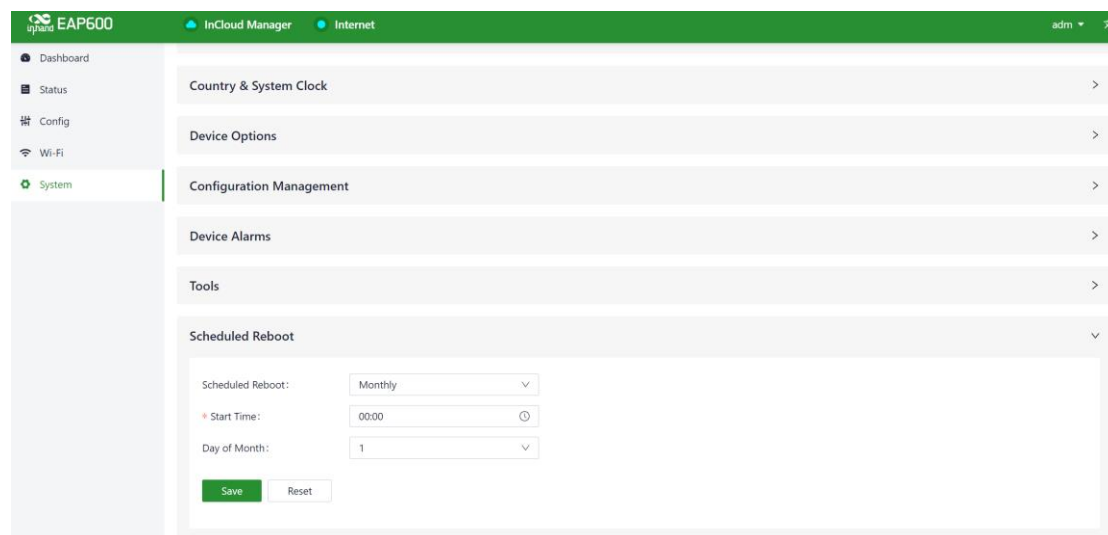 inhand EAP600
InCloud Manager
Internet
adm
Dashboard
Status
Config
Wi-Fi
System
Country & System Clock
Device Options
Configuration Management
Device Alarms
Tools
Scheduled Reboot
Scheduled Reboot: Monthly
* Start Time: 00:00
Day of Month: 1
Save Reset